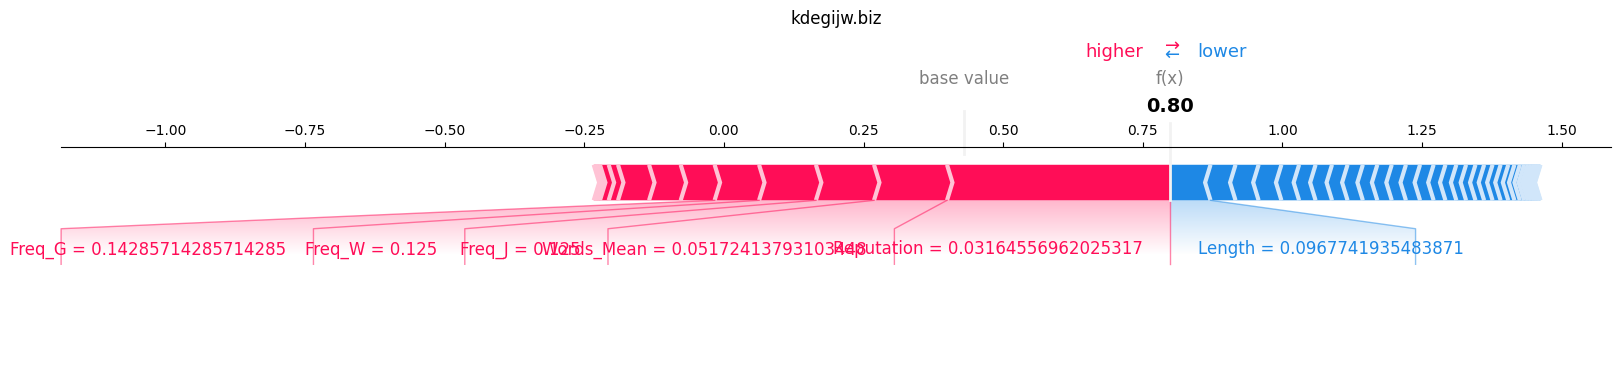 kdegijw.biz
higher ⇄ lower
base value f(x)
0.80
−1.00 −0.75 −0.50 −0.25 0.00 0.25 0.50 0.75 1.00 1.25 1.50
Freq_G = 0.14285714285714285 Freq_W = 0.125 Freq_J = 0.125 Words_Mean = 0.05172413793103448 Reputation = 0.03164556962025317 Length = 0.0967741935483871